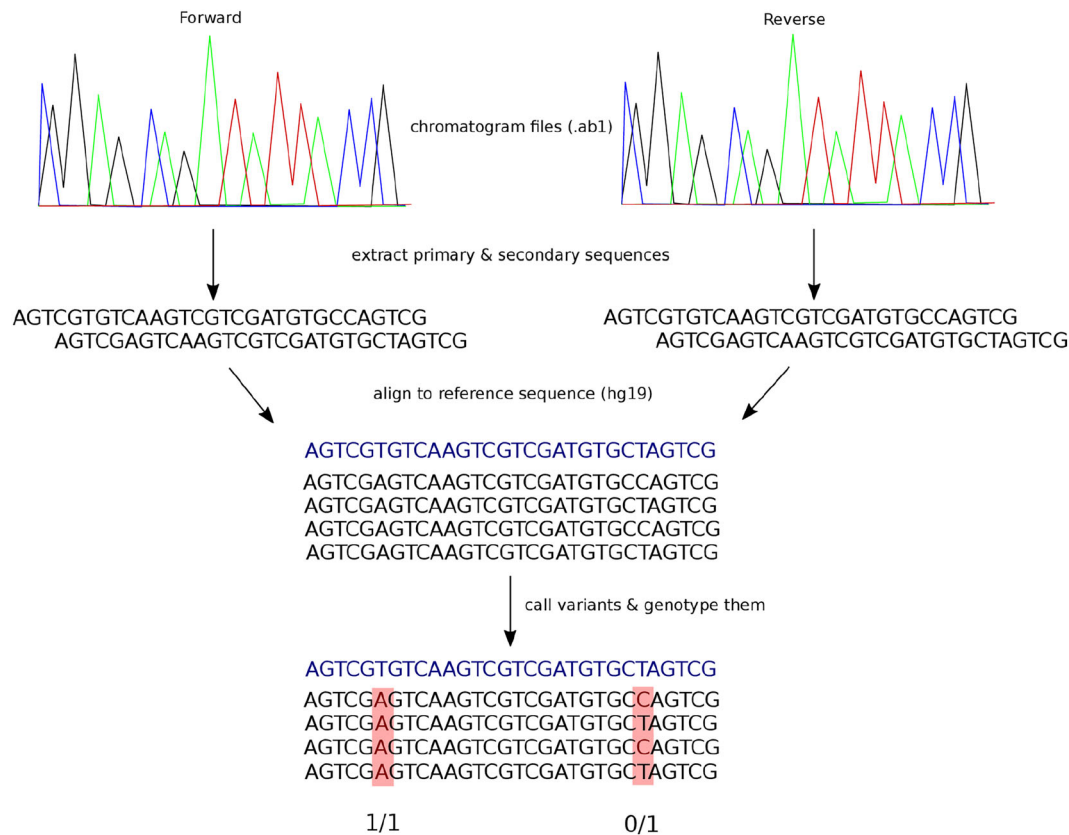 Forward
Reverse
chromatogram files (.ab1)
extract primary & secondary sequences
AGTCGTGTCAAGTCGTCGATGTGCCAGTCG
AGTCGAGTCAAGTCGTCGATGTGCTAGTCG
AGTCGTGTCAAGTCGTCGATGTGCCAGTCG
AGTCGAGTCAAGTCGTCGATGTGCTAGTCG
align to reference sequence (hg19)
AGTCGTGTCAAGTCGTCGATGTGCTAGTCG
AGTCGAGTCAAGTCGTCGATGTGCCAGTCG
AGTCGAGTCAAGTCGTCGATGTGCTAGTCG
AGTCGAGTCAAGTCGTCGATGTGCCAGTCG
AGTCGAGTCAAGTCGTCGATGTGCTAGTCG
call variants & genotype them
AGTCGTGTCAAGTCGTCGATGTGCTAGTCG
AGTCGAGTCAAGTCGTCGATGTGCCAGTCG
AGTCGAGTCAAGTCGTCGATGTGCTAGTCG
AGTCGAGTCAAGTCGTCGATGTGCCAGTCG
AGTCGAGTCAAGTCGTCGATGTGCTAGTCG
1/1
0/1